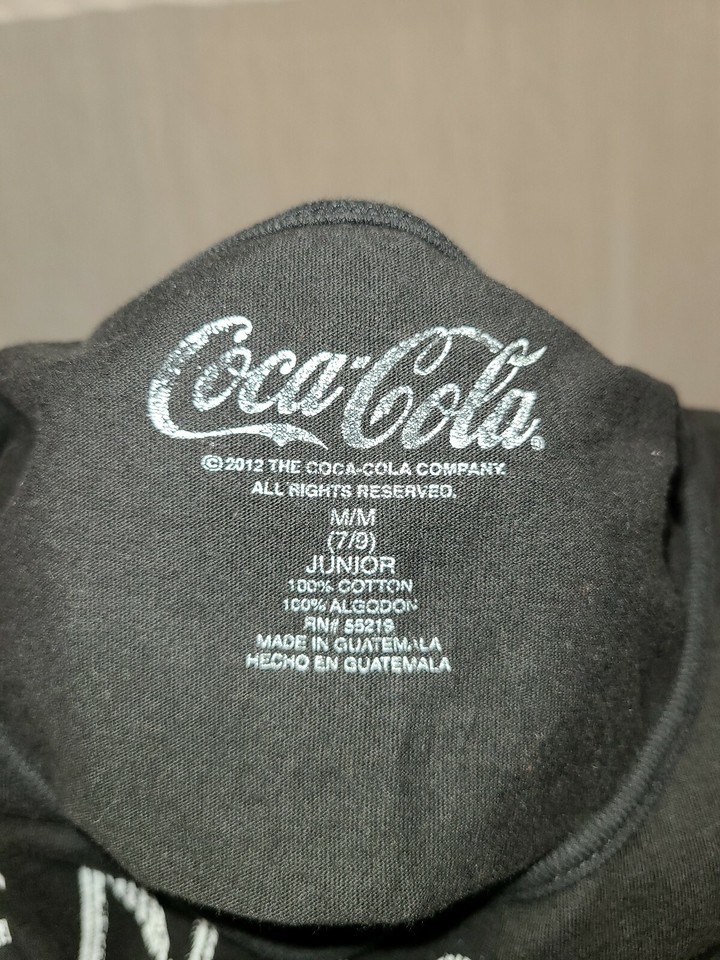 Coca-Cola®
©2012 THE COCA-COLA COMPANY.
ALL RIGHTS RESERVED.
M/M
(7/9)
JUNIOR
100% COTTON
100% ALGODON
RN# 55219
MADE IN GUATEMALA
HECHO EN GUATEMALA